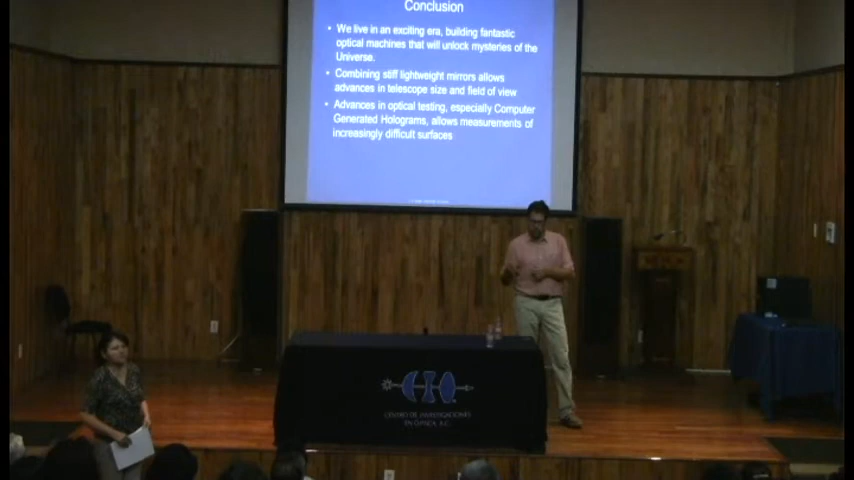 Conclusion
• We live in an exciting era, building fantastic
optical machines that will unlock mysteries of the
Universe.
• Combining stiff lightweight mirrors allows
advances in telescope size and field of view
• Advances in optical testing, especially Computer
Generated Holograms, allows measurements of
increasingly difficult surfaces
CIO
CENTRO DE INVESTIGACIONES
EN ÓPTICA, A.C.